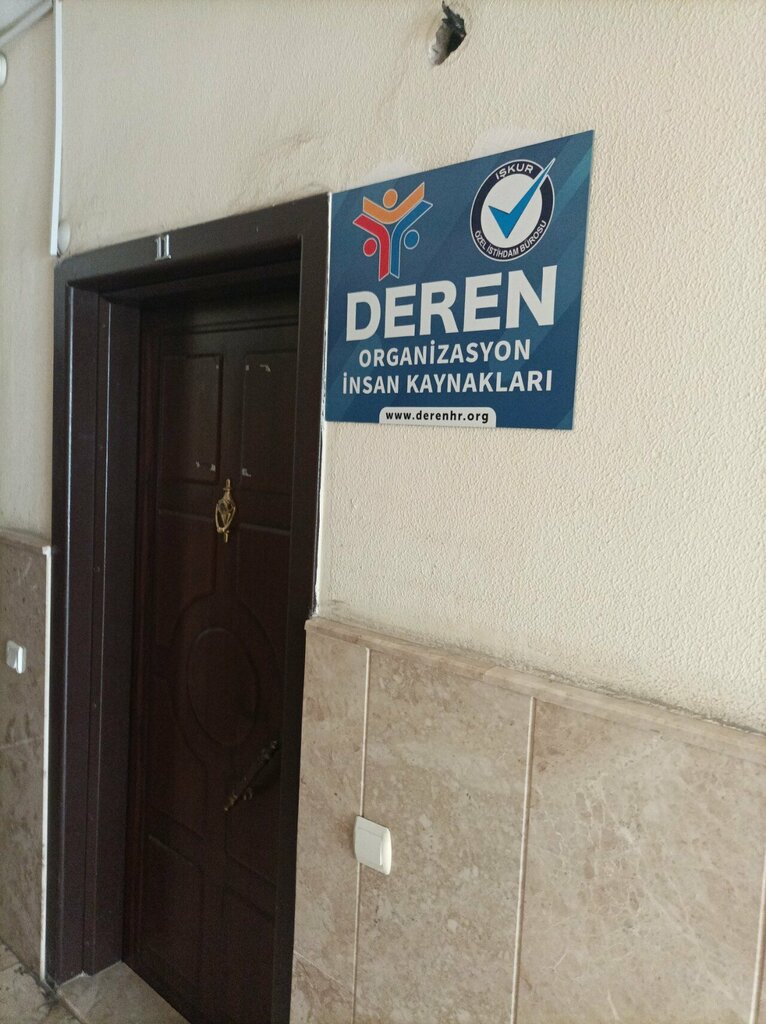 11
İŞKUR
ÖZEL İSTİHDAM BÜROSU
DEREN
ORGANİZASYON
İNSAN KAYNAKLARI
www.derenhr.org